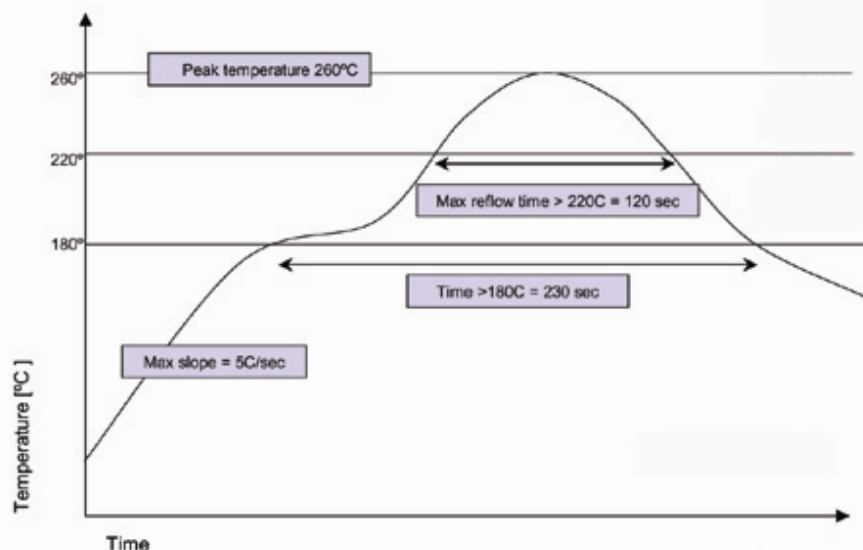 Peak temperature 260ºC
260º
220º
Max reflow time > 220C = 120 sec
180º
Time >180C = 230 sec
Max slope = 5C/sec
Temperature [ºC ]
Time